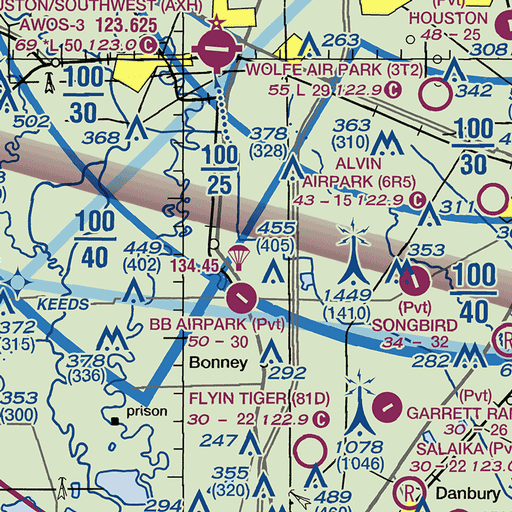 USTON/SOUTHWEST (AXH)
AWOS-3 123.625
69 *L 50 123.0 C
(Pvt)
HOUSTON
48 - 25
263
308
WOLFE AIR PARK (3T2)
55 L 29 122.9 C
342
100
30
502
368
378
(328)
363
(310)
100
30
ALVIN
AIRPARK (6R5)
43 - 15 122.9 C
311
100
25
100
40
449
(402)
455
(405)
134.45
353
1449
(1410)
100
40
KEEDS
(Pvt)
SONGBIRD
34 - 32
372
(315)
BB AIRPARK (Pvt)
50 - 30
R
378
(336)
Bonney
292
282
353
(300)
prison
FLYIN TIGER (81D)
30 - 22 122.9 C
(Pvt)
GARRETT RAN
30 - 26
247
1078
(1046)
SALAIKA (Pv
30 - 22 123.0
355
(320)
294
489
R
Danbury